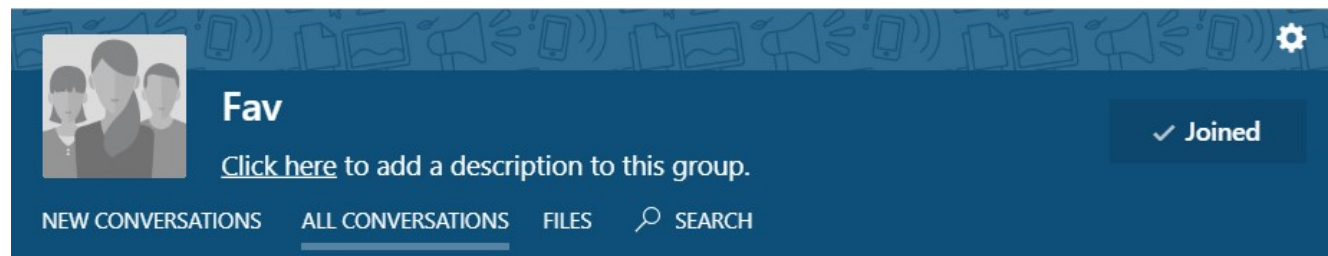 Fav
Joined
Click here to add a description to this group.
NEW CONVERSATIONS ALL CONVERSATIONS FILES SEARCH